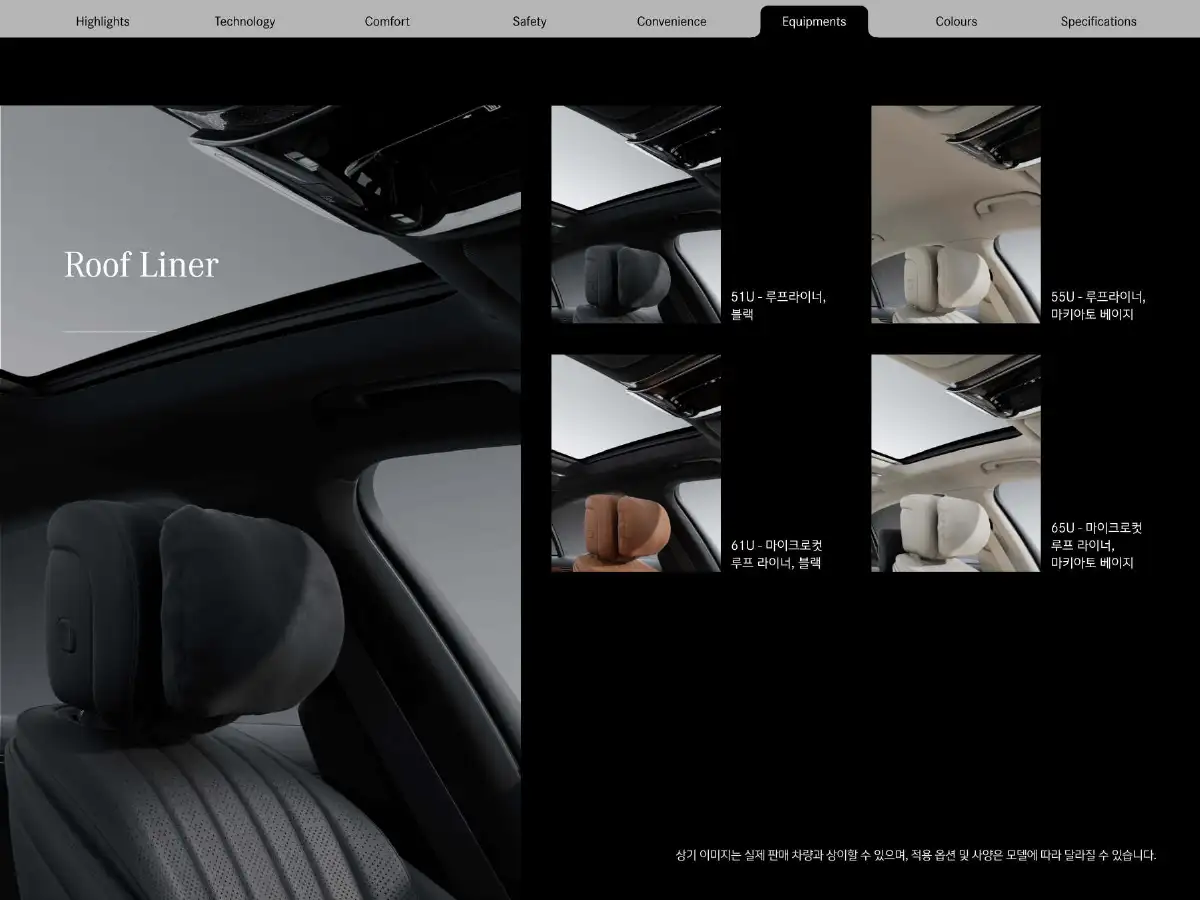 Highlights
Technology
Comfort
Safety
Convenience
Equipments
Colours
Specifications
Roof Liner
51U - 루프라이너,
블랙
55U - 루프라이너,
마키아토 베이지
61U - 마이크로컷
루프 라이너, 블랙
65U - 마이크로컷
루프 라이너,
마키아토 베이지
상기 이미지는 실제 판매 차량과 상이할 수 있으며, 적용 옵션 및 사양은 모델에 따라 달라질 수 있습니다.